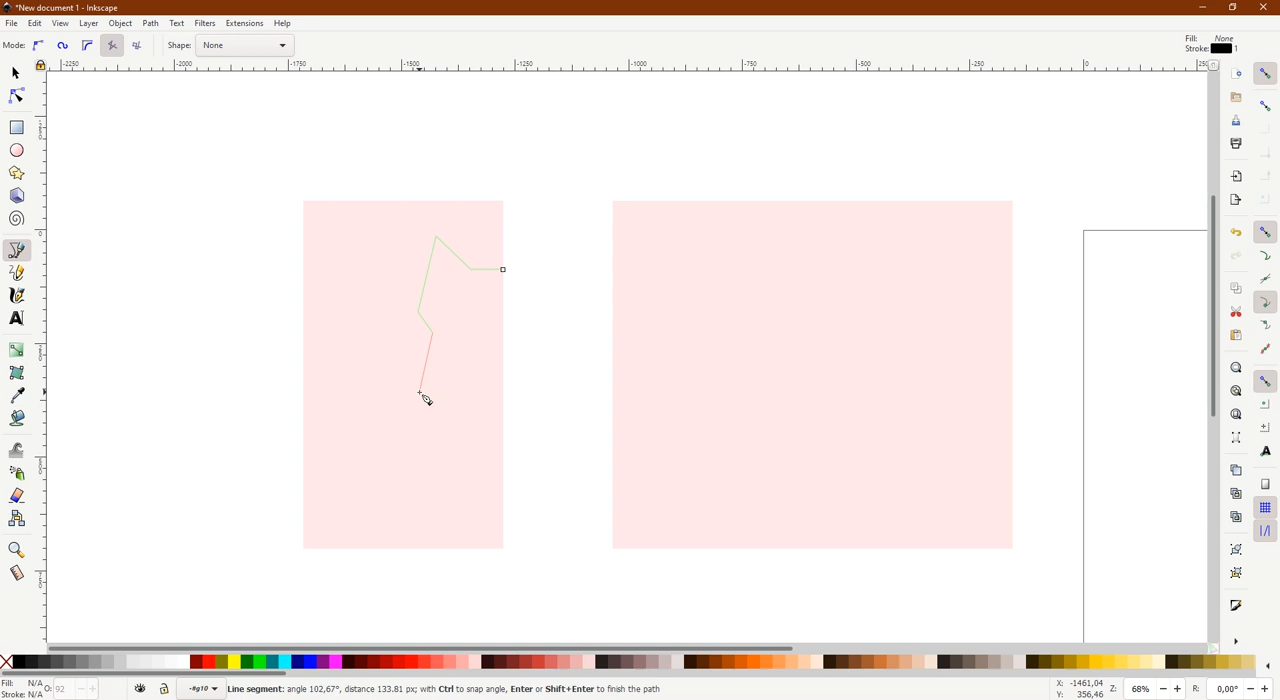 *New document 1 - Inkscape
File Edit View Layer Object Path Text Filters Extensions Help
Mode: Shape: None
Fill: None
Stroke: 1
-2250 -2000 -1750 -1500 -1250 -1000 -750 -500 -250 0 250
Fill: N/A
Stroke: N/A
O: 92
-#g10
Line segment: angle 102,67°, distance 133.81 px; with Ctrl to snap angle, Enter or Shift+Enter to finish the path
X: -1461,04
Y: 356,46
Z: 68%
R: 0,00°